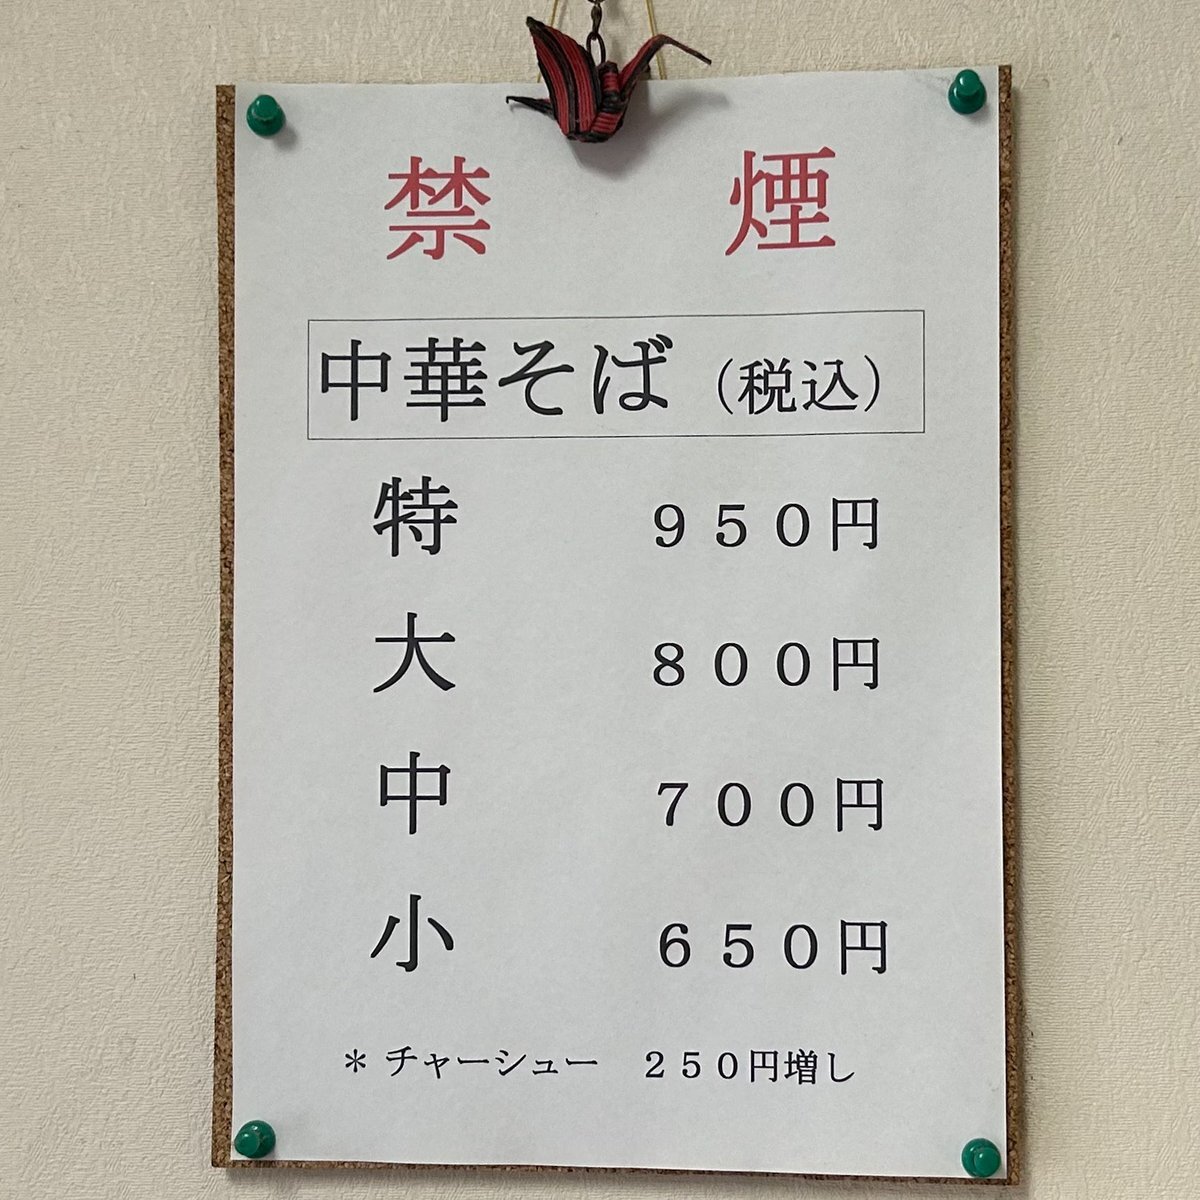 禁 煙
中華そば（税込）
特 ９５０円
大 ８００円
中 ７００円
小 ６５０円
＊ チャーシュー ２５０円増し